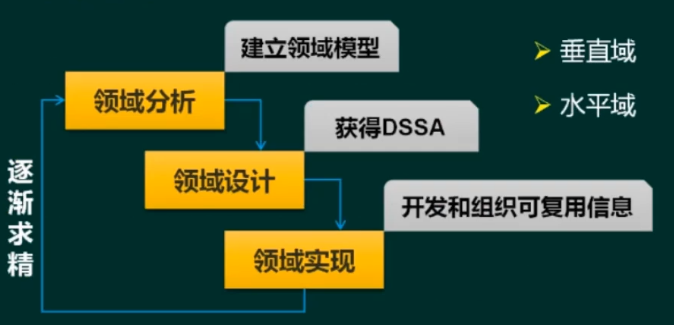 建立领域模型
垂直域
领域分析
水平域
获得DSSA
领域设计
逐渐求精
开发和组织可复用信息
领域实现